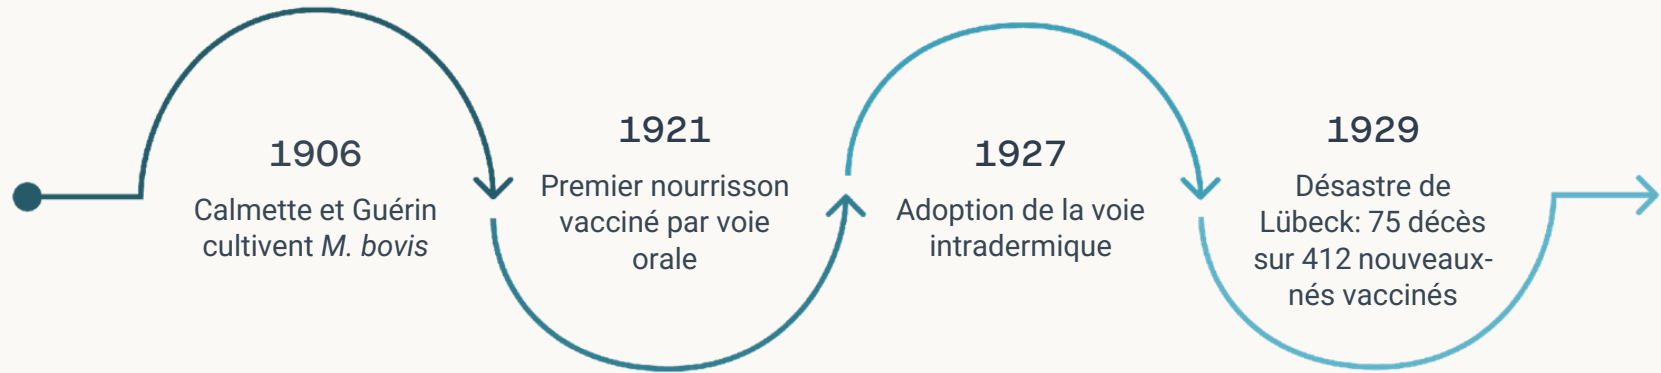 1906
Calmette et Guérin
cultivent M. bovis
1921
Premier nourrisson
vacciné par voie
orale
1927
Adoption de la voie
intradermique
1929
Désastre de
Lübeck: 75 décès
sur 412 nouveaux-
nés vaccinés